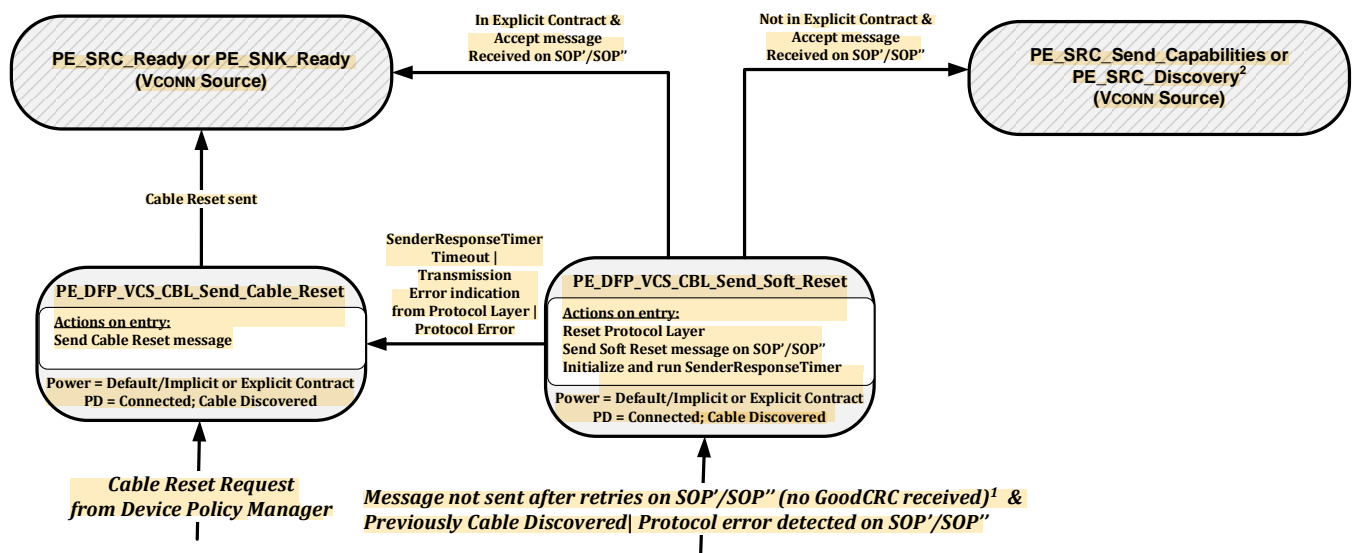 In Explicit Contract &
Accept message
Received on SOP’/SOP’’
Not in Explicit Contract &
Accept message
Received on SOP’/SOP’’
PE_SRC_Ready or PE_SNK_Ready
(VCONN Source)
PE_SRC_Send_Capabilities or
PE_SRC_Discovery²
(VCONN Source)
Cable Reset sent
SenderResponseTimer
Timeout |
Transmission
Error indication
from Protocol Layer |
Protocol Error
PE_DFP_VCS_CBL_Send_Cable_Reset
Actions on entry:
Send Cable Reset message
Power = Default/Implicit or Explicit Contract
PD = Connected; Cable Discovered
PE_DFP_VCS_CBL_Send_Soft_Reset
Actions on entry:
Reset Protocol Layer
Send Soft Reset message on SOP’/SOP’’
Initialize and run SenderResponseTimer
Power = Default/Implicit or Explicit Contract
PD = Connected; Cable Discovered
Cable Reset Request
from Device Policy Manager
Message not sent after retries on SOP’/SOP’’ (no GoodCRC received)¹ &
Previously Cable Discovered| Protocol error detected on SOP’/SOP’’